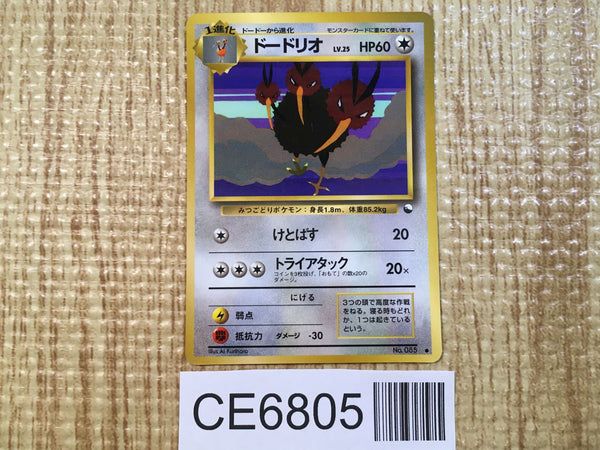 1進化
ドードーから進化
モンスターカードに重ねて使います。
ドードリオ LV.25 HP60
みつごとりポケモン：身長1.8m、体重85.2kg
けとばす 20
トライアタック 20×
コインを3枚投げ、「おもて」の数×20の
ダメージ。
にげる
弱点
抵抗力 ダメージ -30
3つの頭で高度な作戦
をねる。寝る時もどれ
か、1つは起きている
という。
Illus. Ai Kurihara
No. 085
CE6805